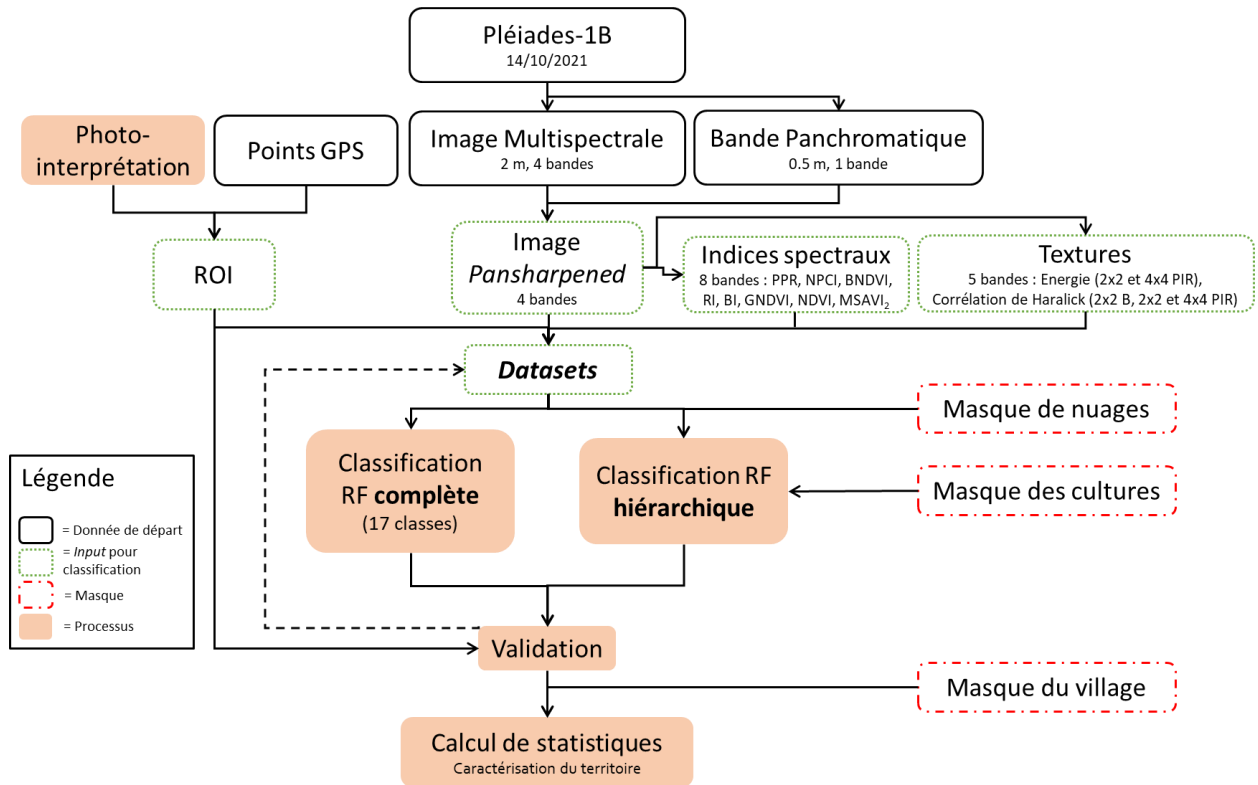 Pléiades-1B
14/10/2021
Photo-
interprétation
Points GPS
Image Multispectrale
2 m, 4 bandes
Bande Panchromatique
0.5 m, 1 bande
ROI
Image
Pansharpened
4 bandes
Indices spectraux
8 bandes : PPR, NPCI, BNDVI,
RI, BI, GNDVI, NDVI, MSAVI₂
Textures
5 bandes : Energie (2x2 et 4x4 PIR),
Corrélation de Haralick (2x2 B, 2x2 et 4x4 PIR)
Datasets
Masque de nuages
Classification
RF complète
(17 classes)
Classification RF
hiérarchique
Masque des cultures
Légende
= Donnée de départ
= Input pour
classification
= Masque
= Processus
Validation
Masque du village
Calcul de statistiques
Caractérisation du territoire